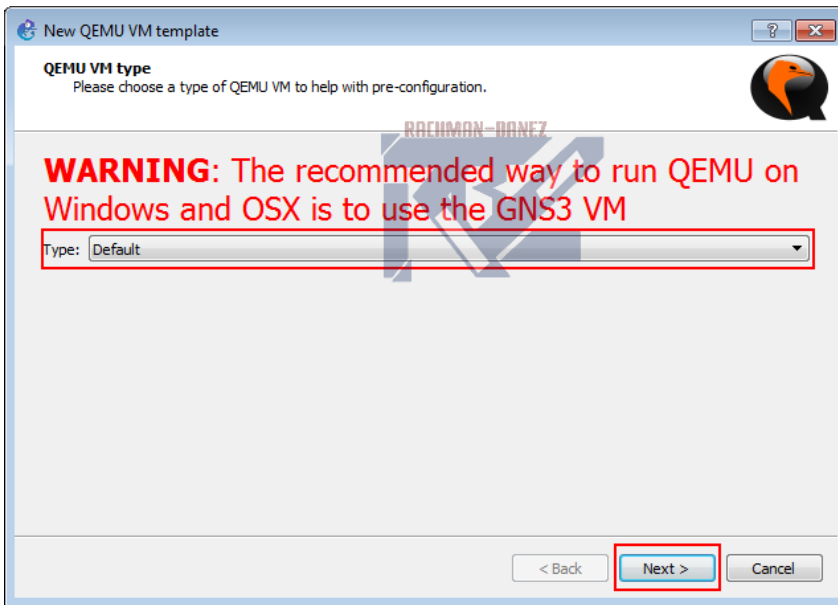 New QEMU VM template
QEMU VM type
Please choose a type of QEMU VM to help with pre-configuration.
RACHMAN-DANEZ
WARNING: The recommended way to run QEMU on
Windows and OSX is to use the GNS3 VM
Type: Default
< Back Next > Cancel